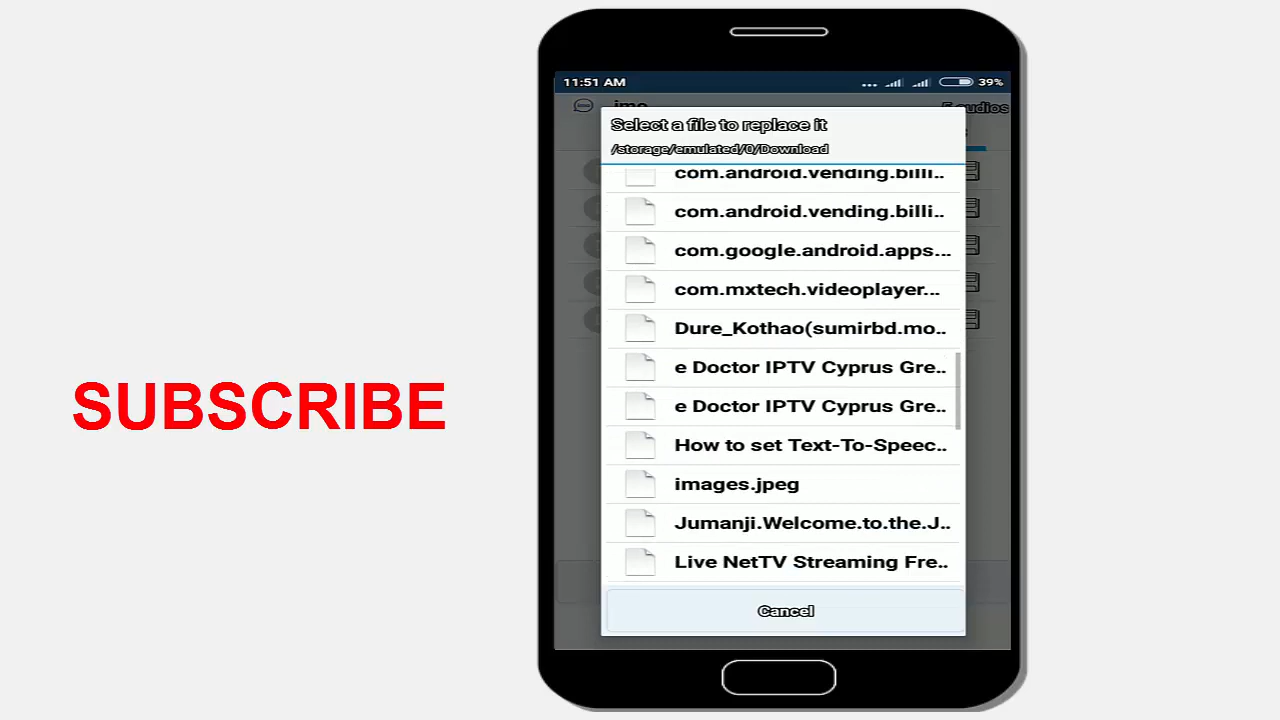 11:51 AM
39%
imo
5 audios
Select a file to replace it
/storage/emulated/0/Download
com.android.vending.billi..
com.android.vending.billi..
com.google.android.apps...
com.mxtech.videoplayer...
Dure_Kothao(sumirbd.mo..
e Doctor IPTV Cyprus Gre..
e Doctor IPTV Cyprus Gre..
SUBSCRIBE
How to set Text-To-Speec..
images.jpeg
Jumanji.Welcome.to.the.J..
Live NetTV Streaming Fre..
Cancel